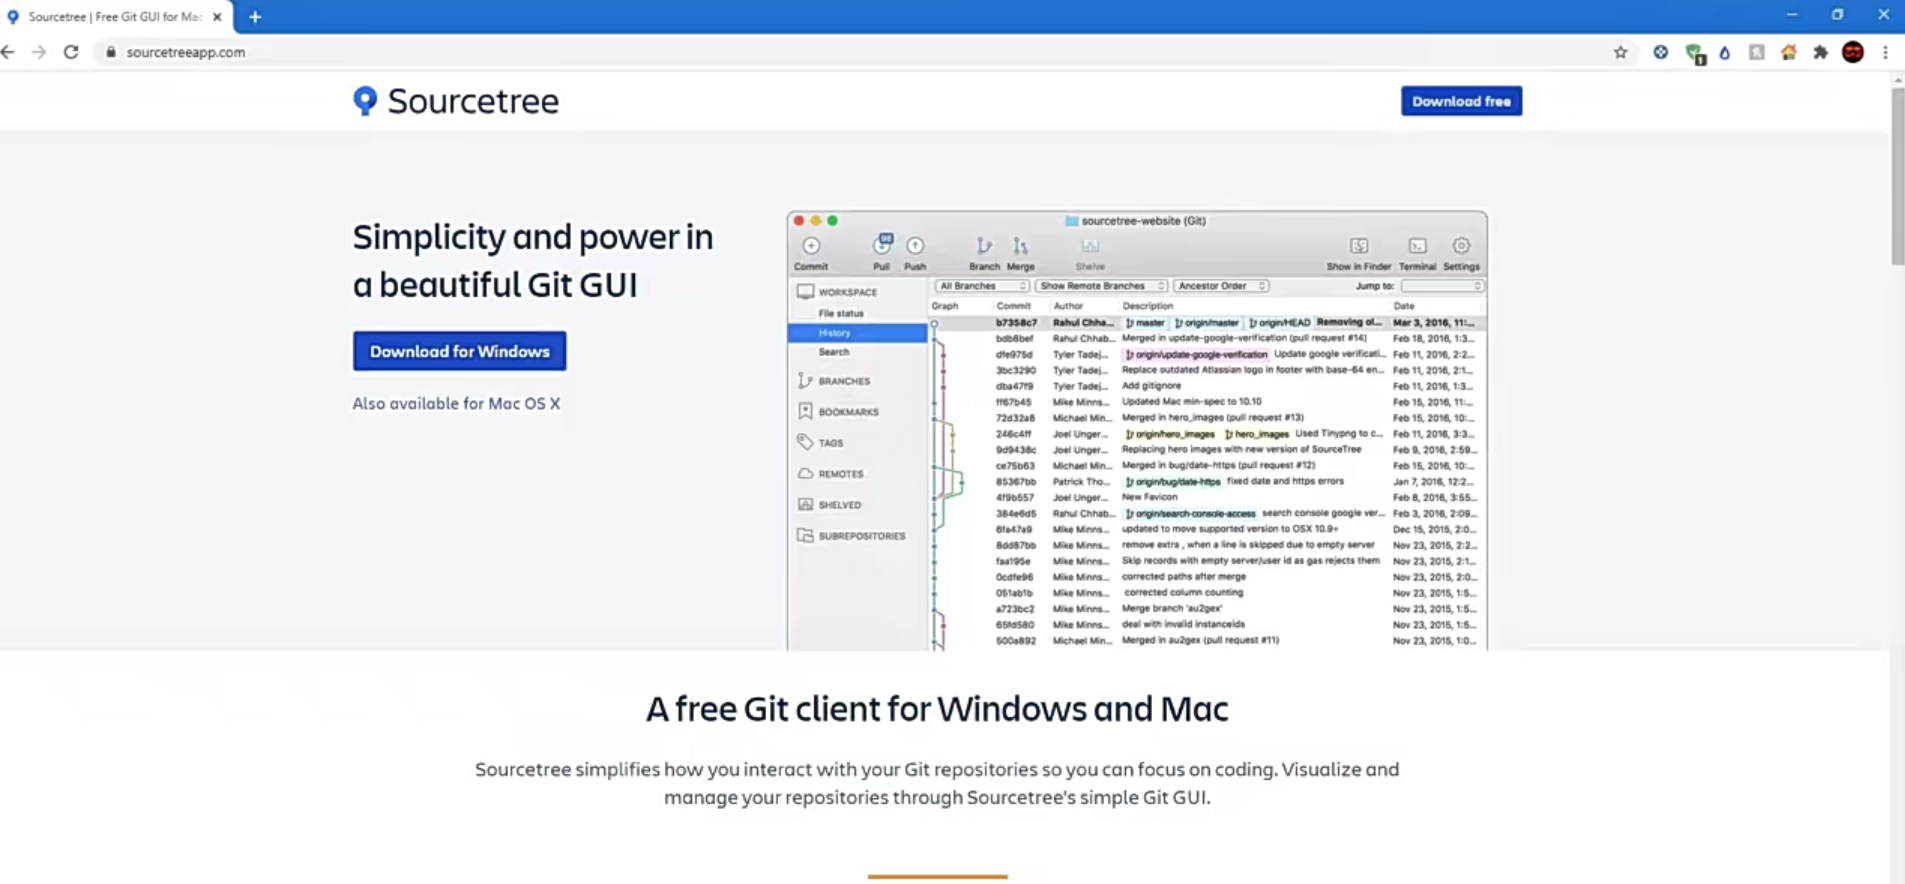 Sourcetree | Free Git GUI for Mac
sourcetreeapp.com
1
Sourcetree
Download free
Simplicity and power in
a beautiful Git GUI
Download for Windows
Also available for Mac OS X
sourcetree-website (Git)
Commit Pull Push Branch Merge Shelve Show in Finder Terminal Settings
WORKSPACE
File status
History
Search
BRANCHES
BOOKMARKS
TAGS
REMOTES
SHELVED
SUBREPOSITORIES
All Branches Show Remote Branches Ancestor Order Jump to:
Graph Commit Author Description Date
b7358c7 Rahul Chha... master origin/master origin/HEAD Removing ol... Mar 3, 2016, 11:...
bdb8bef Rahul Chhab... Merged in update-google-verification (pull request #14) Feb 18, 2016, 1:3...
dfe975d Tyler Tadej... origin/update-google-verification Update google verificati... Feb 11, 2016, 2:2...
3bc3290 Tyler Tadej... Replace outdated Atlassian logo in footer with base-64 en... Feb 11, 2016, 2:1...
dba47f9 Tyler Tadej... Add gitignore Feb 11, 2016, 1:3...
ff67b45 Mike Minns... Updated Mac min-spec to 10.10 Feb 15, 2016, 11:...
72d32a8 Michael Min... Merged in hero_images (pull request #13) Feb 15, 2016, 10:...
246c4ff Joel Unger... origin/hero_images hero_images Used Tinypng to c... Feb 11, 2016, 3:3...
9d9438c Joel Unger... Replacing hero images with new version of SourceTree Feb 9, 2016, 2:59...
ce75b63 Michael Min... Merged in bug/date-https (pull request #12) Feb 15, 2016, 10:...
85367bb Patrick Tho... origin/bug/date-https fixed date and https errors Jan 7, 2016, 12:2...
4f9b557 Joel Unger... New Favicon Feb 8, 2016, 3:55...
384e6d5 Rahul Chhab... origin/search-console-access search console google ver... Feb 3, 2016, 2:09...
6fa47a9 Mike Minns... updated to move supported version to OSX 10.9+ Dec 15, 2015, 2:0...
8dd87bb Mike Minns... remove extra , when a line is skipped due to empty server Nov 23, 2015, 2:2...
faa195e Mike Minns... Skip records with empty server/user id as gas rejects them Nov 23, 2015, 2:1...
0cdfe96 Mike Minns... corrected paths after merge Nov 23, 2015, 2:0...
051ab1b Mike Minns... corrected column counting Nov 23, 2015, 1:5...
a723bc2 Mike Minns... Merge branch 'au2gex' Nov 23, 2015, 1:5...
65fd580 Mike Minns... deal with invalid instanceids Nov 23, 2015, 1:5...
500a892 Michael Min... Merged in au2gex (pull request #11) Nov 23, 2015, 1:0...
A free Git client for Windows and Mac
Sourcetree simplifies how you interact with your Git repositories so you can focus on coding. Visualize and
manage your repositories through Sourcetree's simple Git GUI.